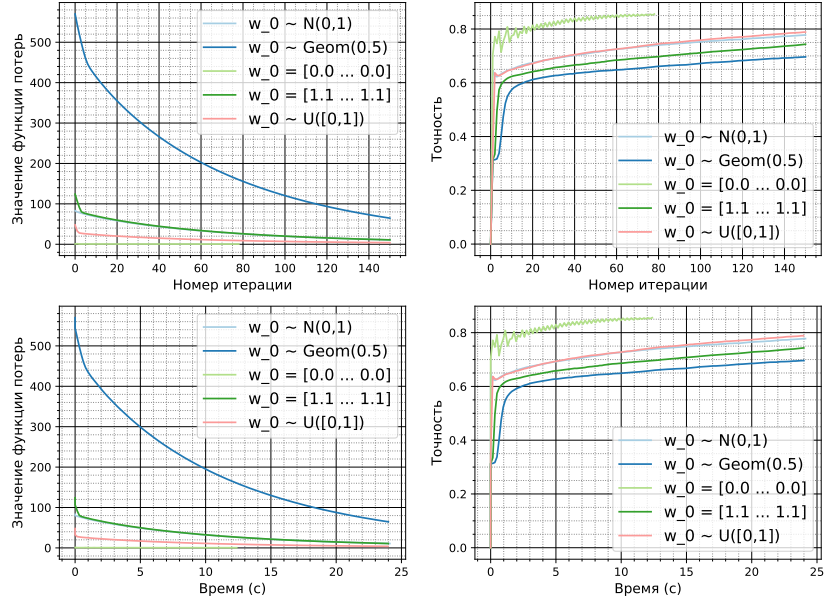 Значение функции потерь
600
500
400
300
200
100
0
w_0 ~ N(0,1)
w_0 ~ Geom(0.5)
w_0 = [0.0 ... 0.0]
w_0 = [1.1 ... 1.1]
w_0 ~ U([0,1])
0 20 40 60 80 100 120 140
Номер итерации
Точность
0.8
0.6
0.4
0.2
0.0
w_0 ~ N(0,1)
w_0 ~ Geom(0.5)
w_0 = [0.0 ... 0.0]
w_0 = [1.1 ... 1.1]
w_0 ~ U([0,1])
0 20 40 60 80 100 120 140
Номер итерации
Значение функции потерь
500
400
300
200
100
0
w_0 ~ N(0,1)
w_0 ~ Geom(0.5)
w_0 = [0.0 ... 0.0]
w_0 = [1.1 ... 1.1]
w_0 ~ U([0,1])
0 5 10 15 20 25
Время (с)
Точность
0.8
0.6
0.4
0.2
0.0
w_0 ~ N(0,1)
w_0 ~ Geom(0.5)
w_0 = [0.0 ... 0.0]
w_0 = [1.1 ... 1.1]
w_0 ~ U([0,1])
0 5 10 15 20 25
Время (с)